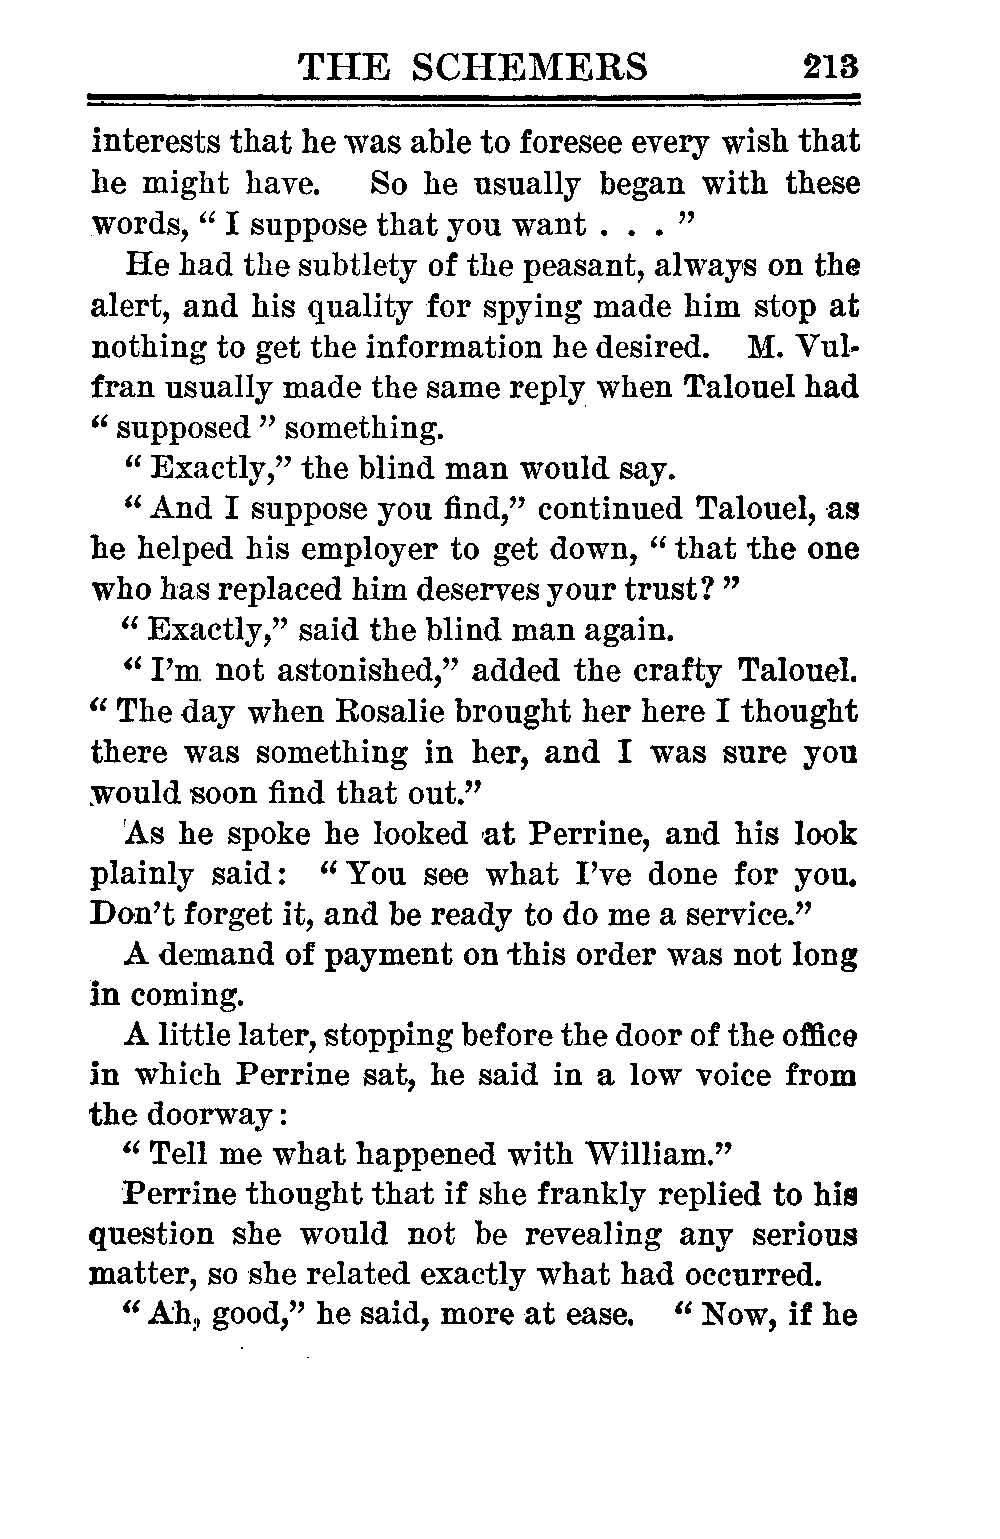 THE SCHEMERS 213
interests that he was able to foresee every wish that
he might have. So he usually began with these
words, “ I suppose that you want . . . ”
He had the subtlety of the peasant, always on the
alert, and his quality for spying made him stop at
nothing to get the information he desired. M. Vul-
fran usually made the same reply when Talouel had
“ supposed ” something.
“ Exactly,” the blind man would say.
“ And I suppose you find,” continued Talouel, as
he helped his employer to get down, “ that the one
who has replaced him deserves your trust? ”
“ Exactly,” said the blind man again.
“ I’m not astonished,” added the crafty Talouel.
“ The day when Rosalie brought her here I thought
there was something in her, and I was sure you
would soon find that out.”
As he spoke he looked at Perrine, and his look
plainly said: “ You see what I’ve done for you.
Don’t forget it, and be ready to do me a service.”
A demand of payment on this order was not long
in coming.
A little later, stopping before the door of the office
in which Perrine sat, he said in a low voice from
the doorway:
“ Tell me what happened with William.”
Perrine thought that if she frankly replied to his
question she would not be revealing any serious
matter, so she related exactly what had occurred.
“ Ah, good,” he said, more at ease. “ Now, if he